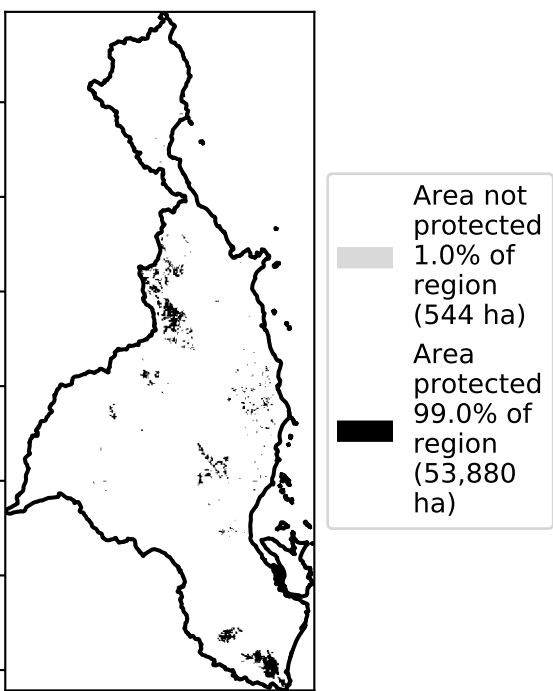 Area not
protected
1.0% of
region
(544 ha)
Area
protected
99.0% of
region
(53,880
ha)